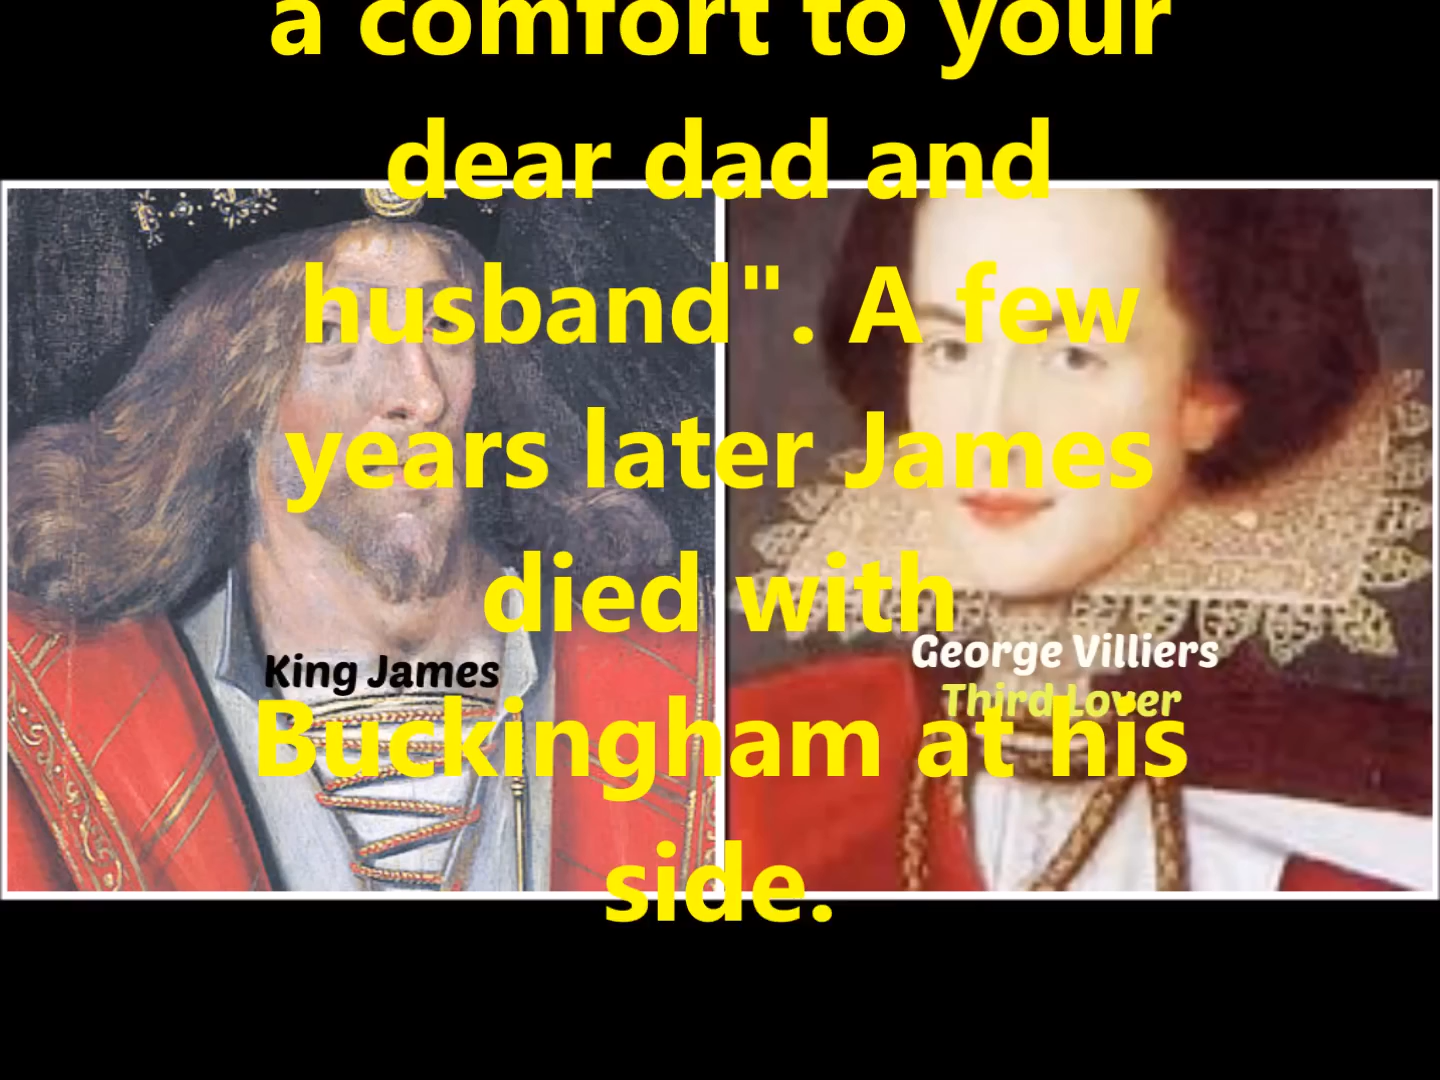 a comfort to your
dear dad and
husband". A few
years later James
died with
George Villiers
King James
Third Lover
Buckingham at his
side.